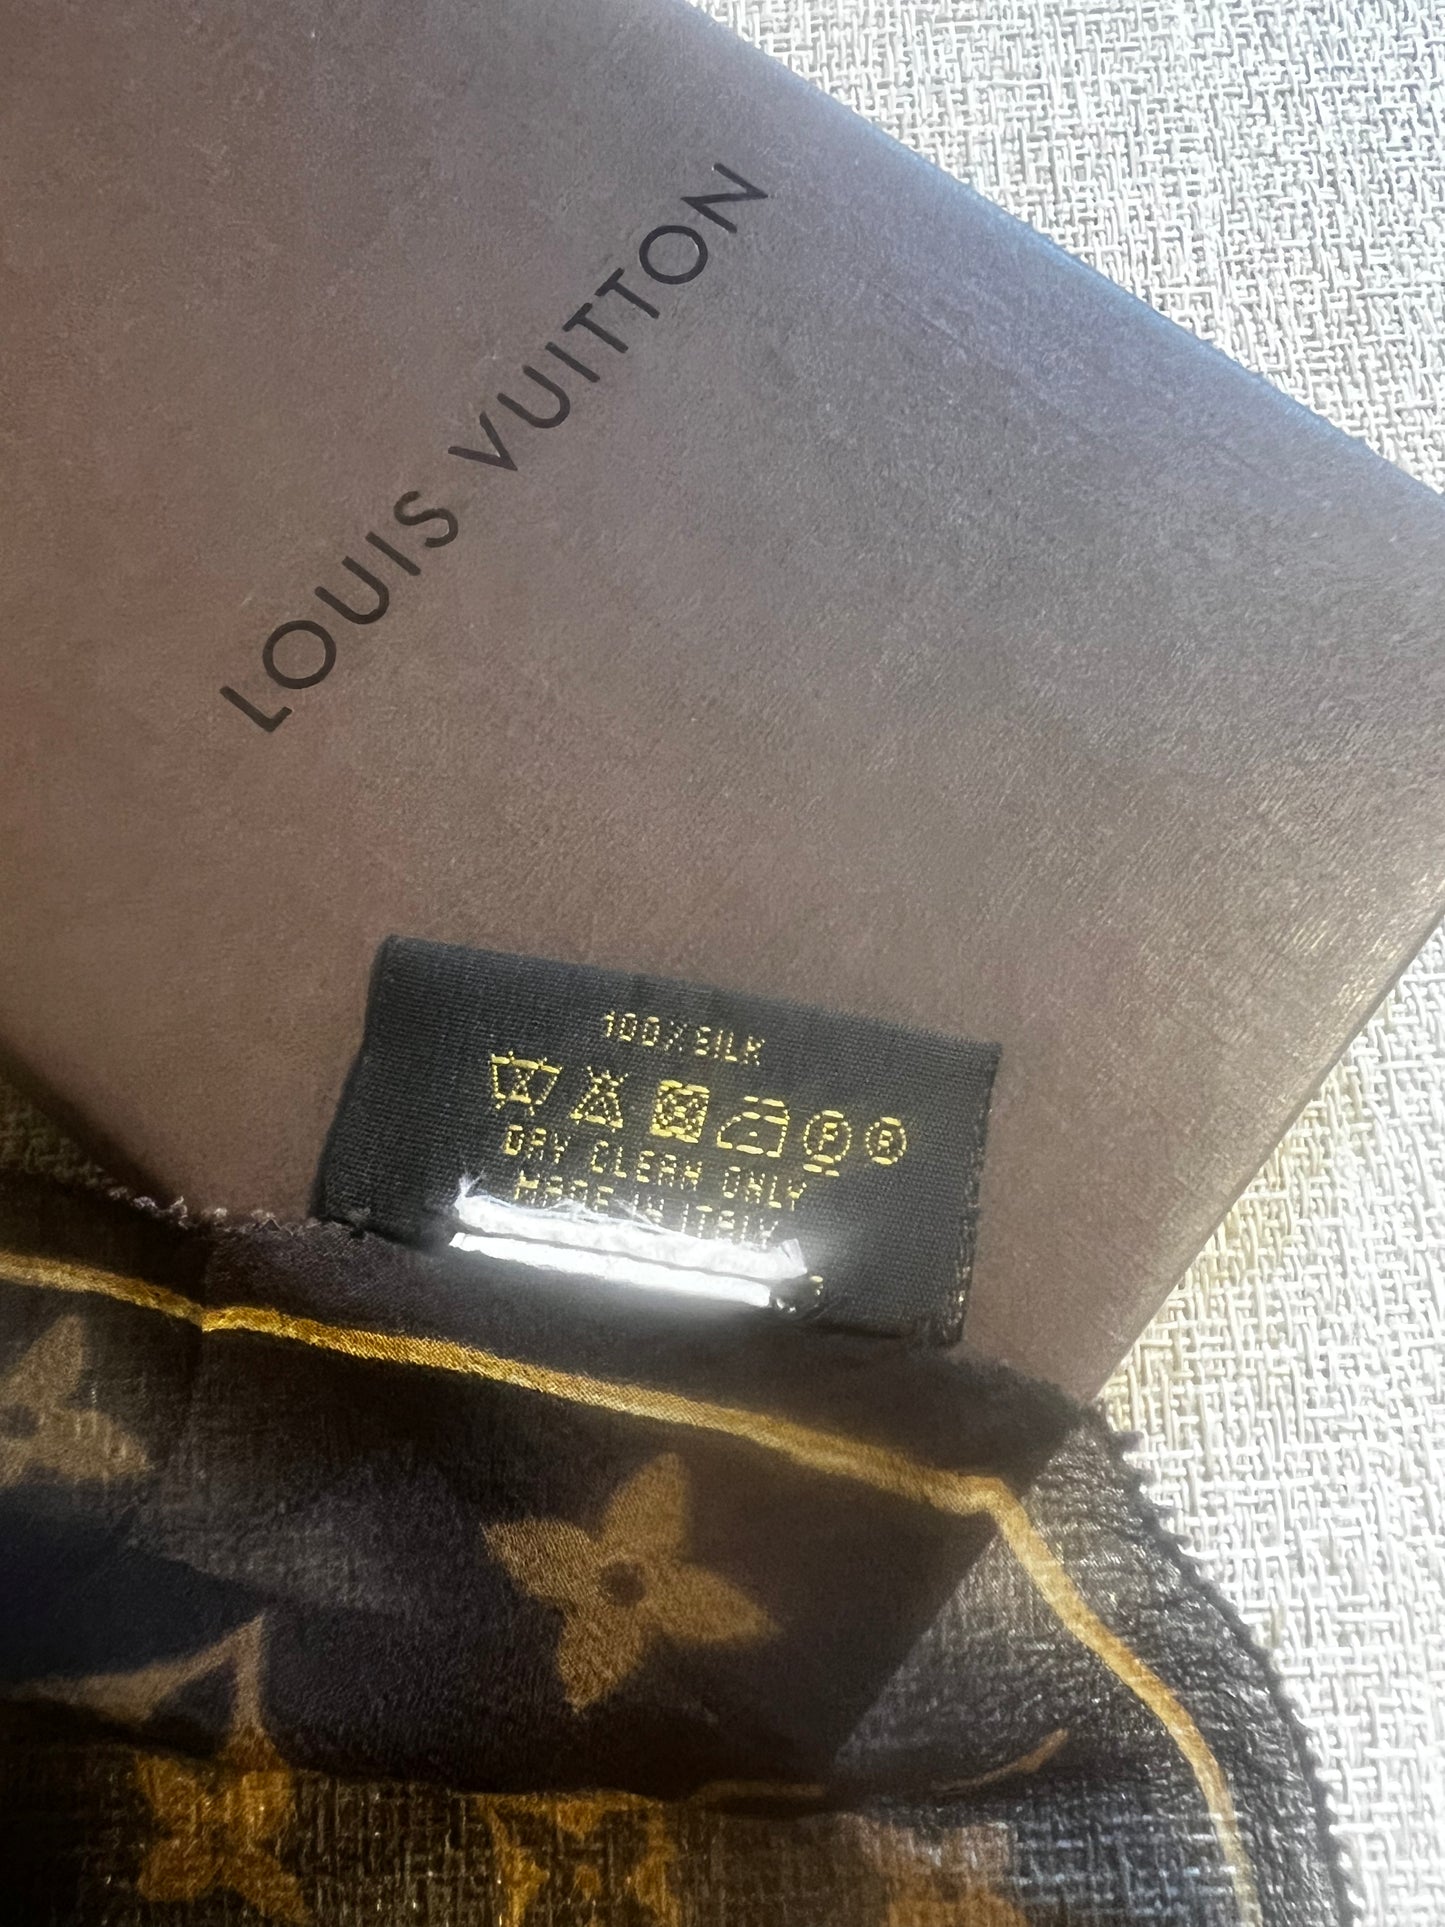 LOUIS VUITTON
100% SILK
P R
DRY CLEAN ONLY
MADE IN ITALY